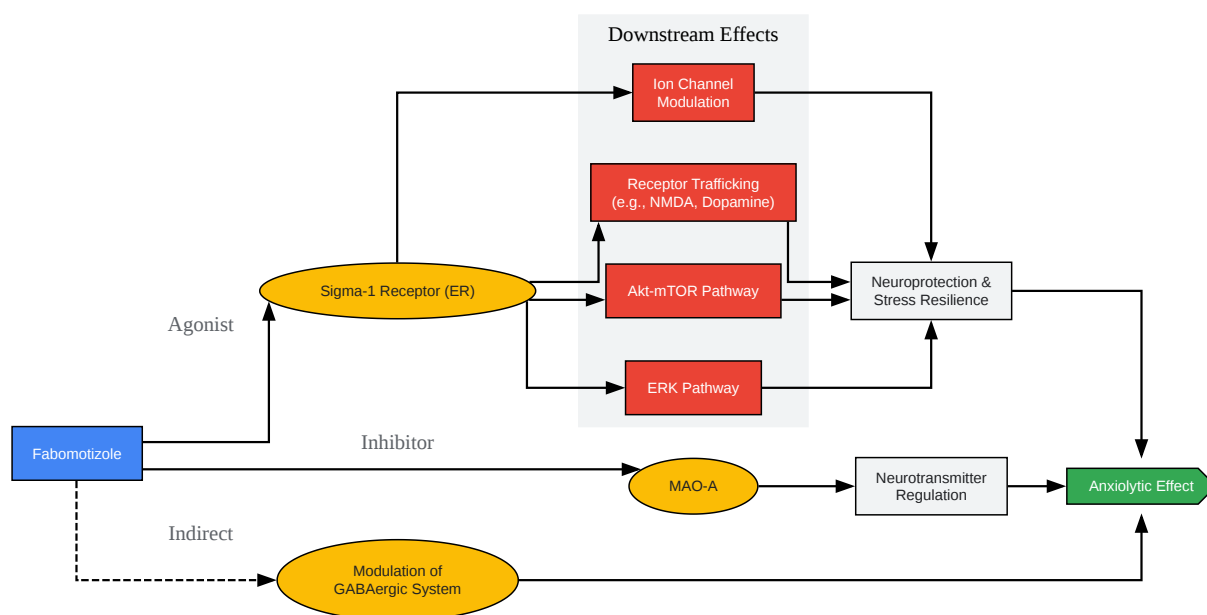 Downstream Effects
Ion Channel
Modulation
Receptor Trafficking
(e.g., NMDA, Dopamine)
Sigma-1 Receptor (ER)
Akt-mTOR Pathway
Neuroprotection &
Stress Resilience
Agonist
ERK Pathway
Fabomotizole
Inhibitor
MAO-A
Neurotransmitter
Regulation
Anxiolytic Effect
Indirect
Modulation of
GABAergic System